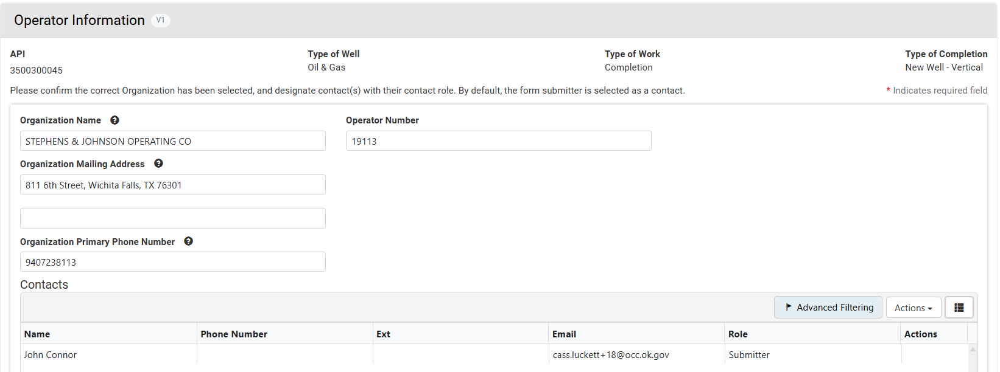 Operator Information V1
API Type of Well Type of Work Type of Completion
3500300045 Oil & Gas Completion New Well - Vertical
Please confirm the correct Organization has been selected, and designate contact(s) with their contact role. By default, the form submitter is selected as a contact. * Indicates required field
Organization Name ? Operator Number
STEPHENS & JOHNSON OPERATING CO 19113
Organization Mailing Address ?
811 6th Street, Wichita Falls, TX 76301
Organization Primary Phone Number ?
9407238113
Contacts
Advanced Filtering Actions
Name Phone Number Ext Email Role Actions
John Connor cass.luckett+18@occ.ok.gov Submitter